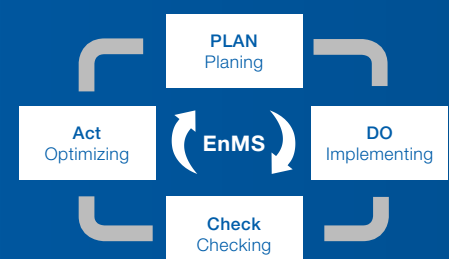 PLAN
Planing
Act
Optimizing
EnMS
DO
Implementing
Check
Checking